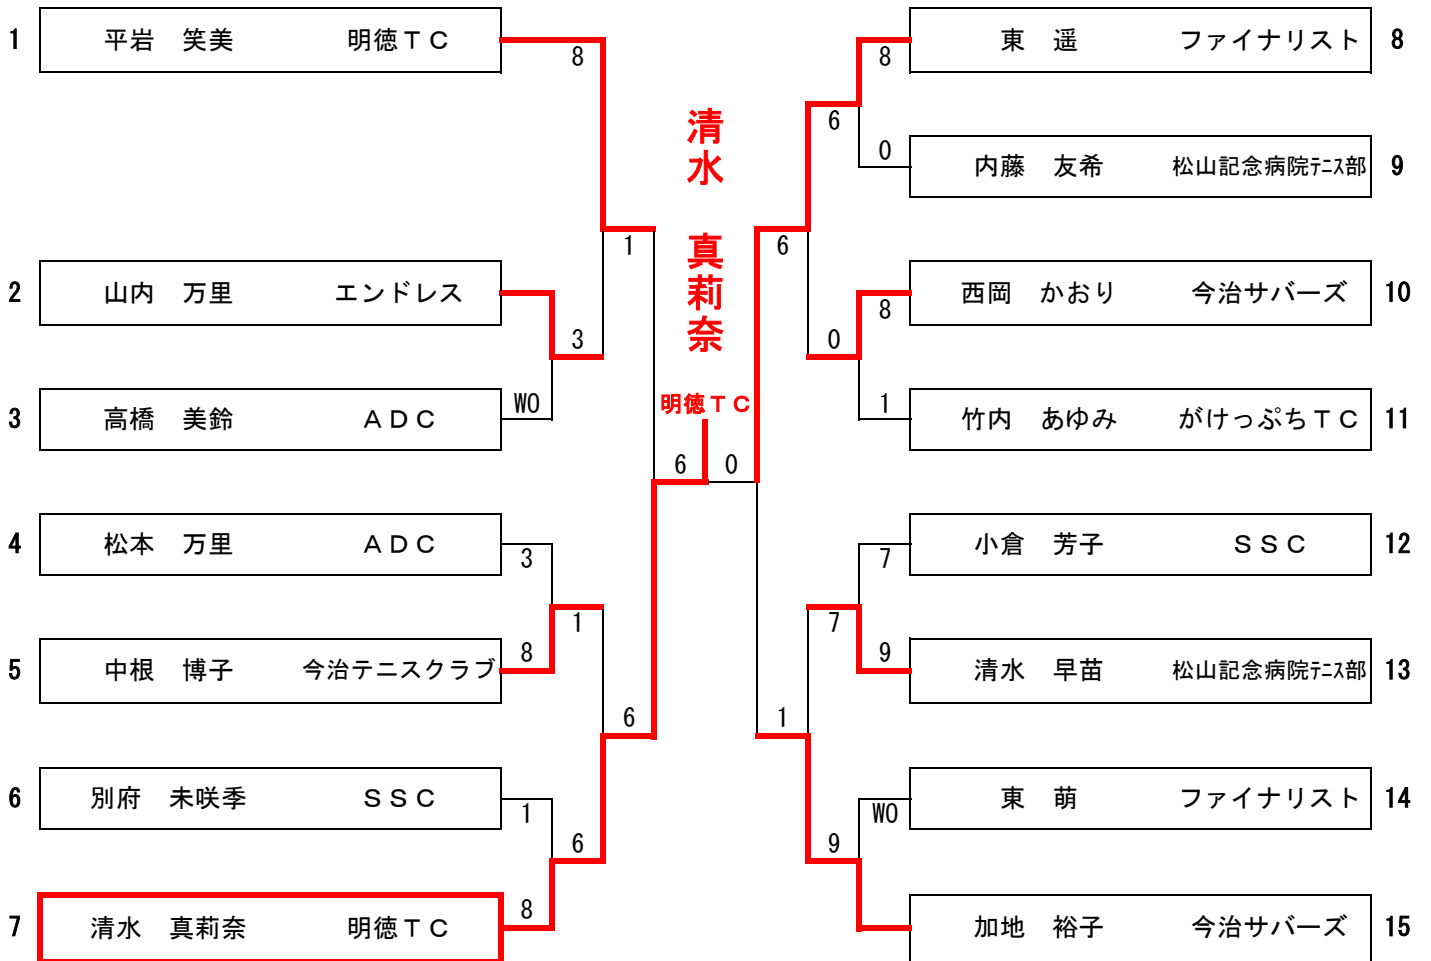 1 平岩 笑美 明徳TC
8
2 山内 万里 エンドレス
3
3 高橋 美鈴 ADC
WO
1
4 松本 万里 ADC
3
1
5 中根 博子 今治テニスクラブ
8
6
6 別府 未咲季 SSC
1
6
7 清水 真莉奈 明徳TC
8
清水 真莉奈
明徳TC
6 0
東 遥 ファイナリスト 8
8
6
0
内藤 友希 松山記念病院テニス部 9
6
西岡 かおり 今治サバーズ 10
8
0
1
竹内 あゆみ がけっぷちTC 11
小倉 芳子 SSC 12
7
7
9
清水 早苗 松山記念病院テニス部 13
1
東 萌 ファイナリスト 14
WO
9
加地 裕子 今治サバーズ 15